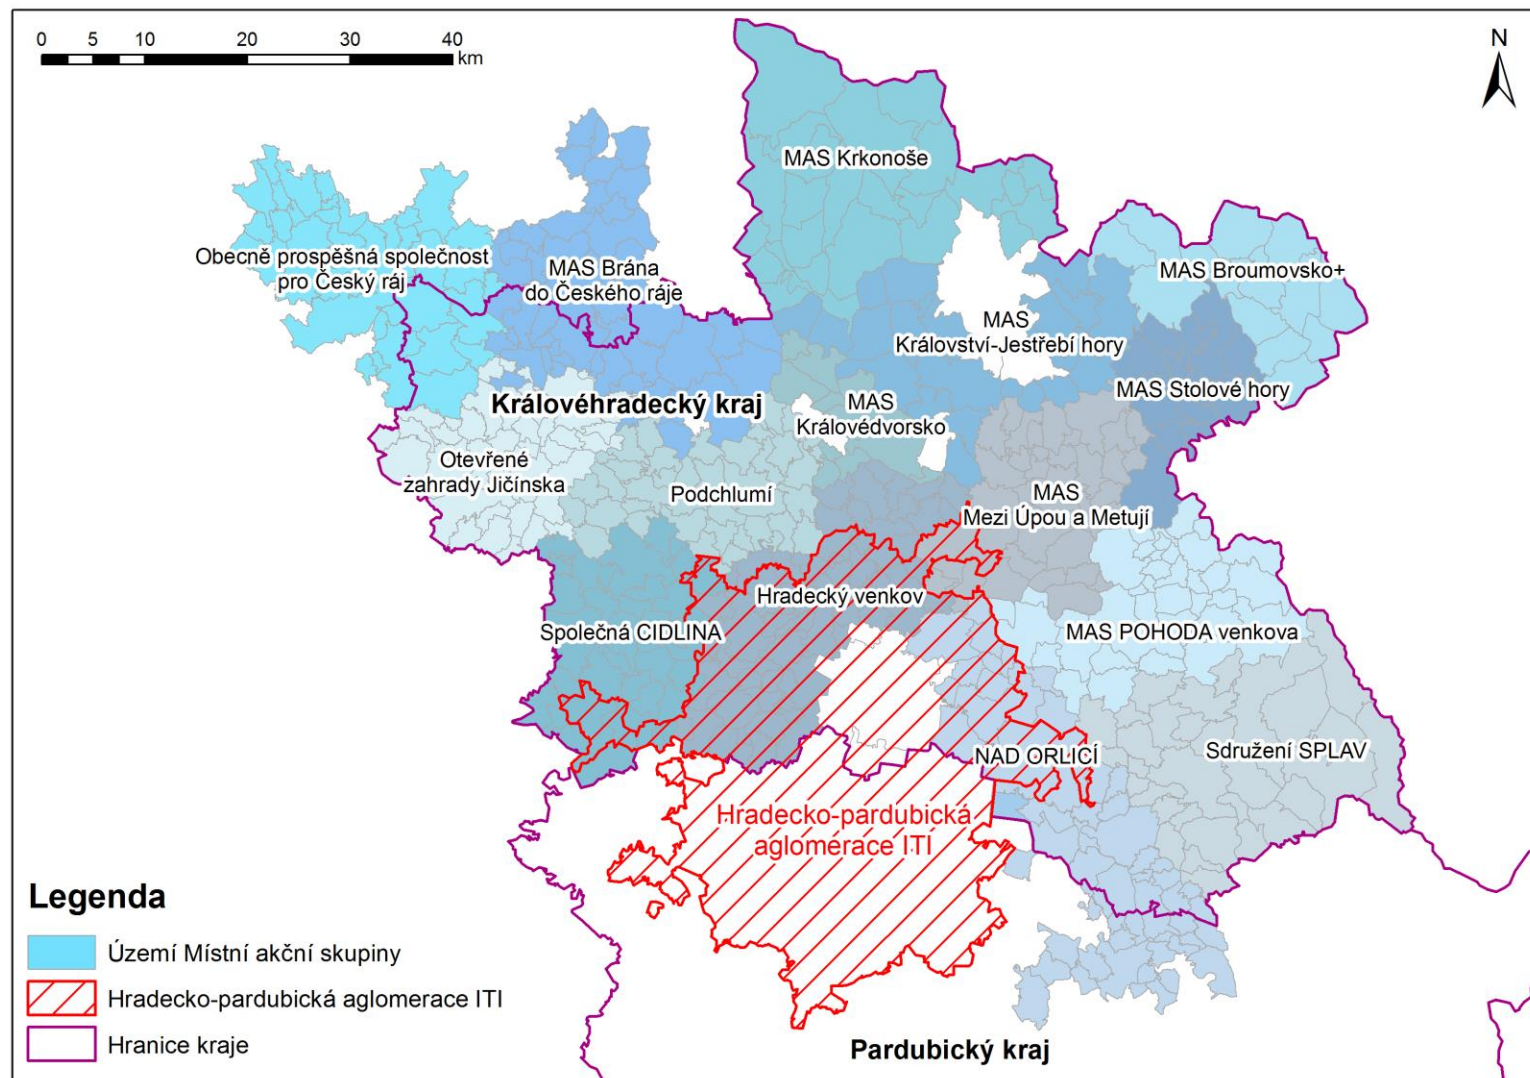 0 5 10 20 30 40
km
N
MAS Krkonoše
Obecně prospěšná společnost
pro Český ráj
MAS Brána
do Českého ráje
MAS Broumovsko+
MAS
Království-Jestřebí hory
MAS Stolové hory
Královéhradecký kraj
MAS
Královédvorsko
Otevřené
zahrady Jičínska
Podchlumí
MAS
Mezi Úpou a Metují
Hradecký venkov
Společná CIDLINA
MAS POHODA venkova
NAD ORLICÍ
Sdružení SPLAV
Hradecko-pardubická
aglomerace ITI
Legenda
Území Místní akční skupiny
Hradecko-pardubická aglomerace ITI
Hranice kraje
Pardubický kraj